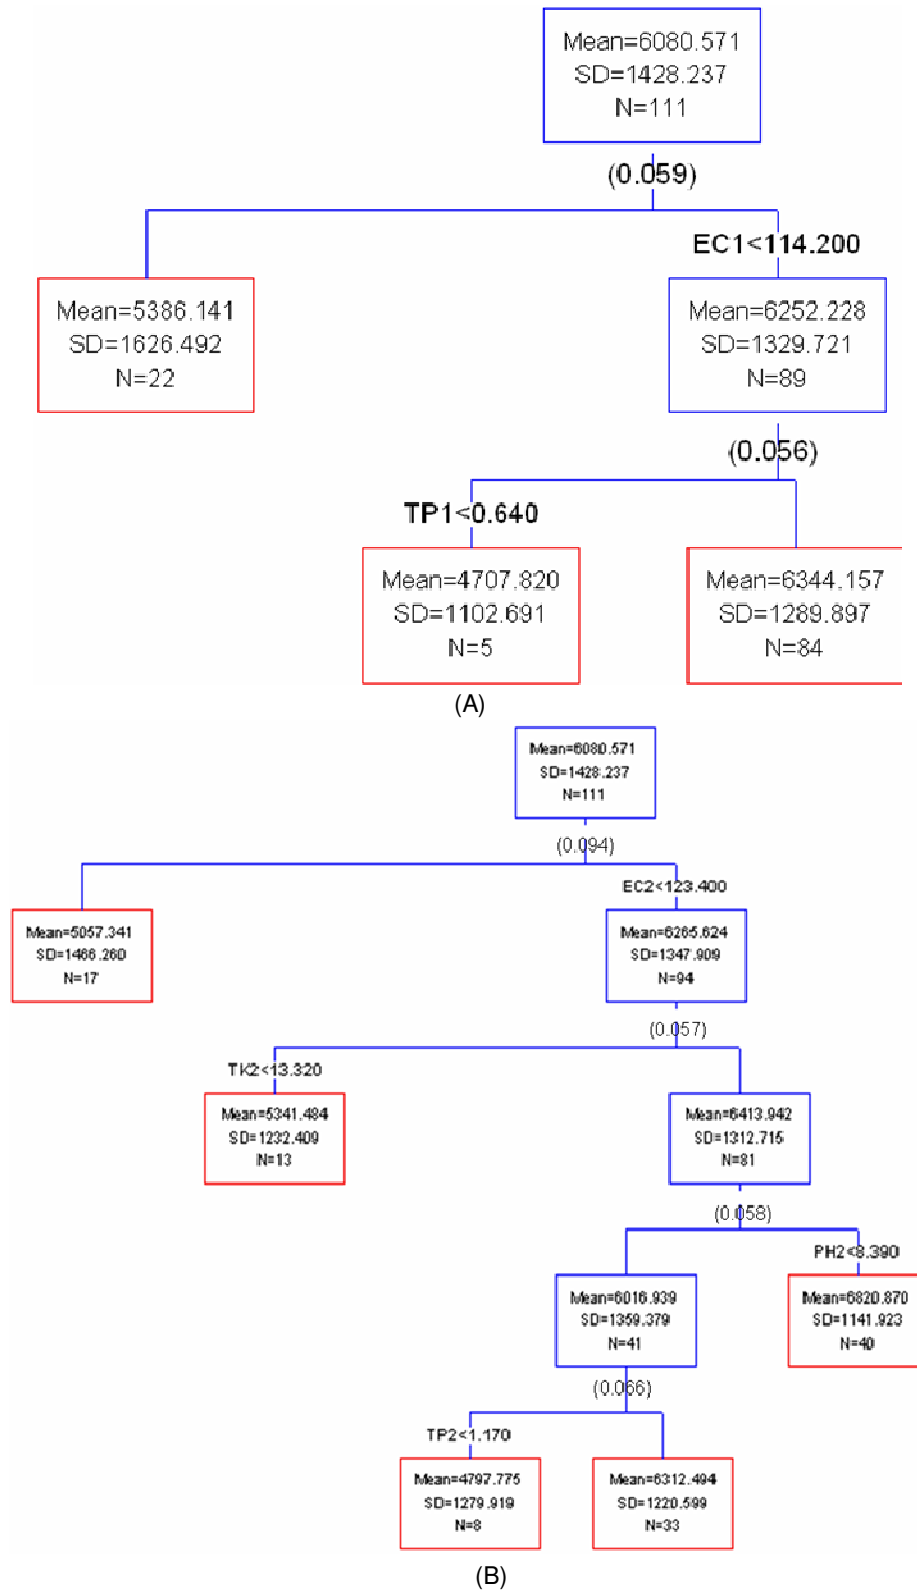 Mean=6080.571
SD=1428.237
N=111
(0.059)
EC1<114.200
Mean=5386.141
SD=1626.492
N=22
Mean=6252.228
SD=1329.721
N=89
(0.056)
TP1<0.640
Mean=4707.820
SD=1102.691
N=5
Mean=6344.157
SD=1289.897
N=84
(A)
Mean=6080.571
SD=1428.237
N=111
(0.094)
EC2<123.400
Mean=5057.341
SD=1466.260
N=17
Mean=6265.624
SD=1347.909
N=94
(0.057)
TK2<13.320
Mean=5341.484
SD=1232.409
N=13
Mean=6413.942
SD=1312.715
N=81
(0.058)
PH2<8.390
Mean=6016.939
SD=1359.379
N=41
Mean=6820.870
SD=1141.923
N=40
(0.066)
TP2<1.170
Mean=4797.775
SD=1279.919
N=8
Mean=6312.494
SD=1220.599
N=33
(B)